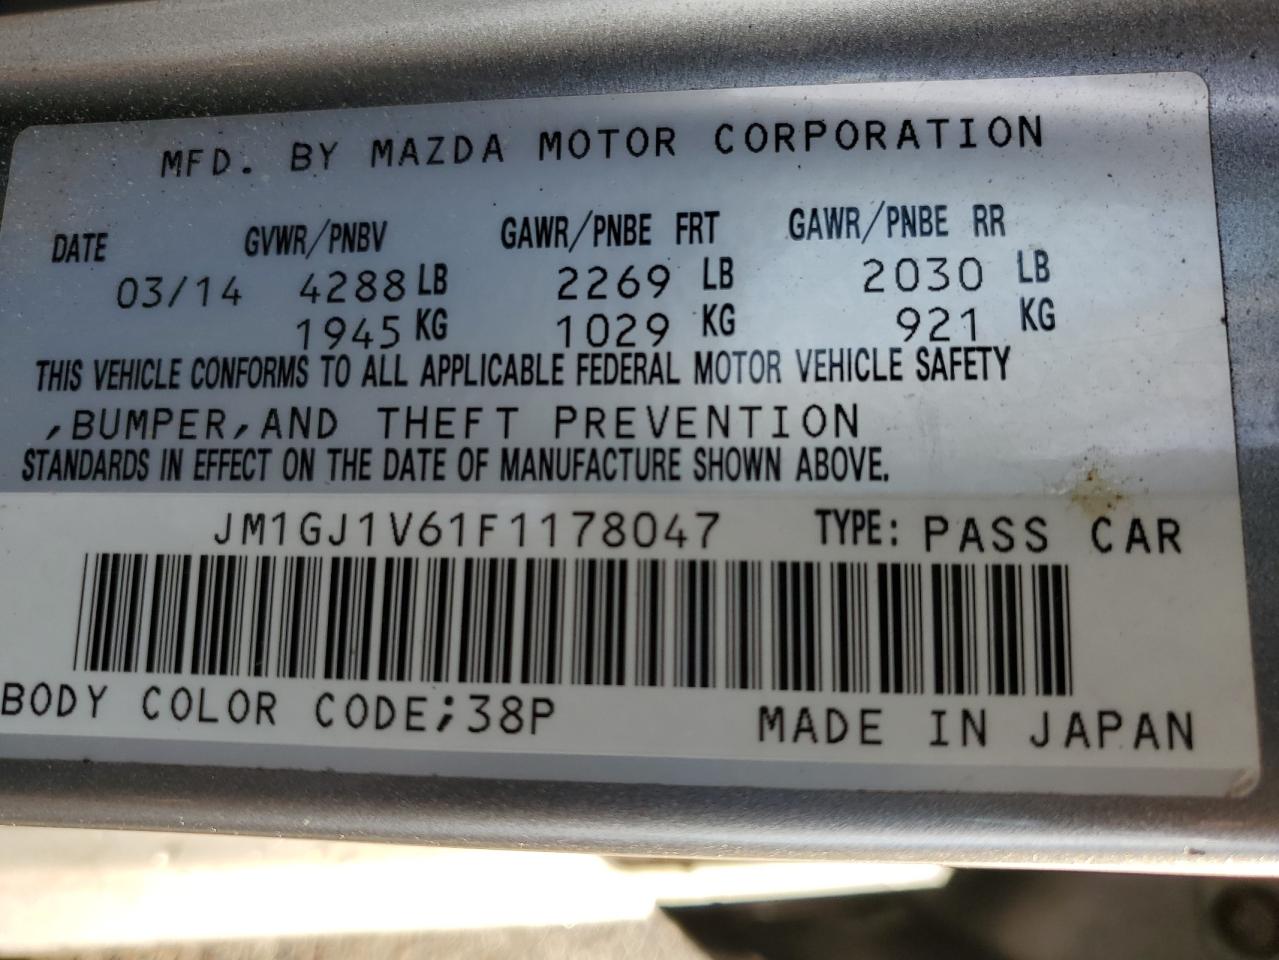 MFD. BY MAZDA MOTOR CORPORATION
DATE GVWR/PNBV GAWR/PNBE FRT GAWR/PNBE RR
03/14 4288 LB 2269 LB 2030 LB
1945 KG 1029 KG 921 KG
THIS VEHICLE CONFORMS TO ALL APPLICABLE FEDERAL MOTOR VEHICLE SAFETY
,BUMPER,AND THEFT PREVENTION
STANDARDS IN EFFECT ON THE DATE OF MANUFACTURE SHOWN ABOVE.
JM1GJ1V61F1178047 TYPE: PASS CAR
BODY COLOR CODE;38P MADE IN JAPAN